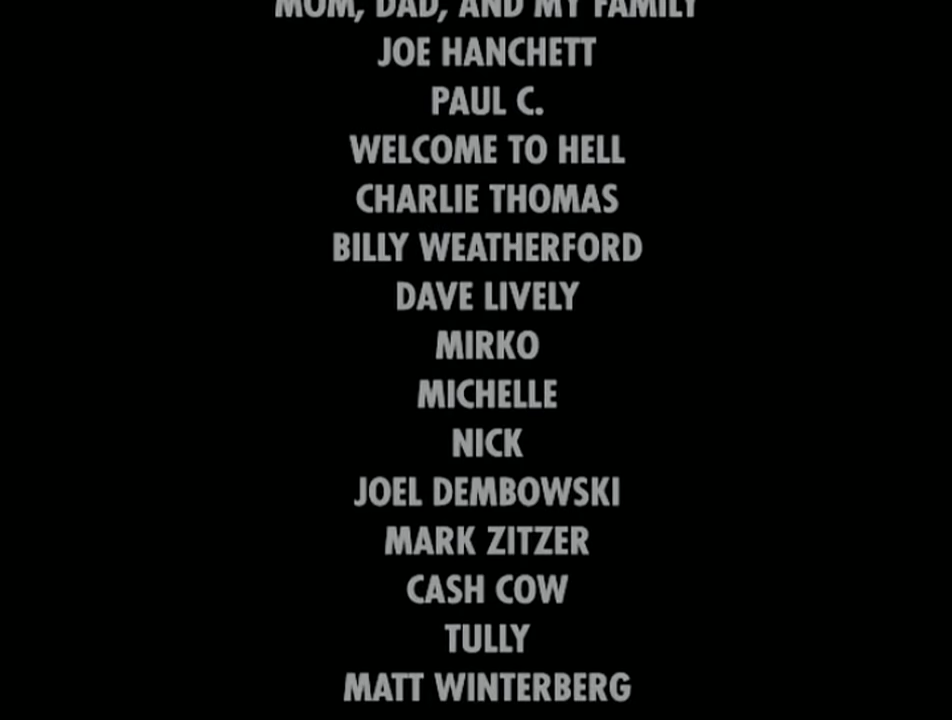 MOM, DAD, AND MY FAMILY
JOE HANCHETT
PAUL C.
WELCOME TO HELL
CHARLIE THOMAS
BILLY WEATHERFORD
DAVE LIVELY
MIRKO
MICHELLE
NICK
JOEL DEMBOWSKI
MARK ZITZER
CASH COW
TULLY
MATT WINTERBERG